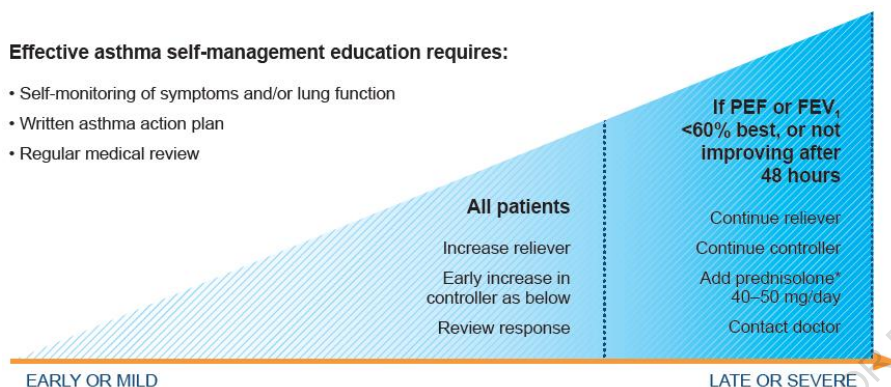 Effective asthma self-management education requires:
• Self-monitoring of symptoms and/or lung function
• Written asthma action plan
• Regular medical review
All patients
Increase reliever
Early increase in
controller as below
Review response
If PEF or FEV₁
<60% best, or not
improving after
48 hours
Continue reliever
Continue controller
Add prednisolone*
40–50 mg/day
Contact doctor
EARLY OR MILD
LATE OR SEVERE